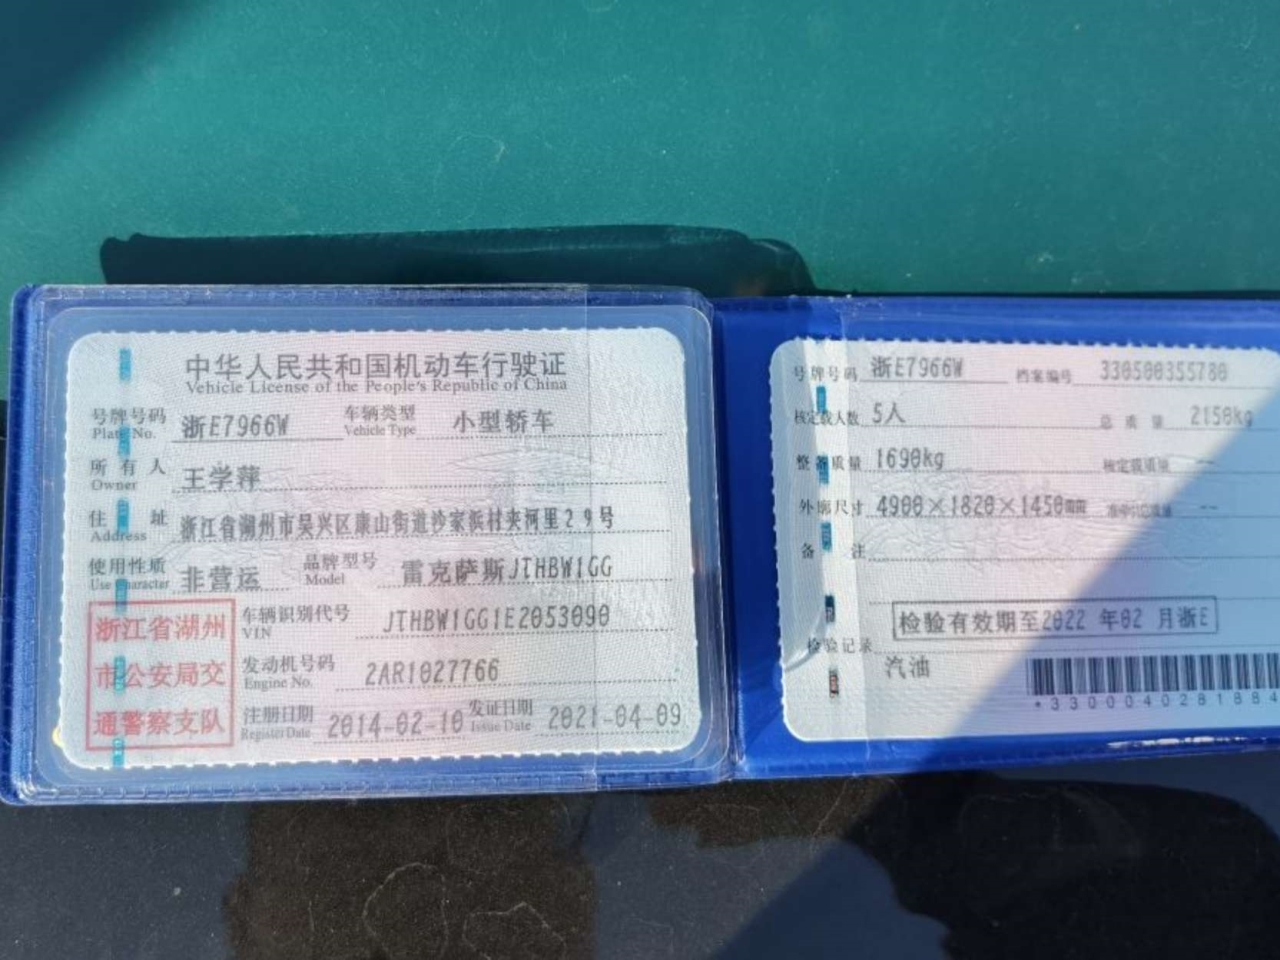 中华人民共和国机动车行驶证
Vehicle License of the People's Republic of China
号牌号码 Plate No. 浙E7966W 车辆类型 Vehicle Type 小型轿车
所有人 Owner 王学萍
住址 Address 浙江省湖州市吴兴区康山街道抄家浜村夹河里29号
使用性质 Use Character 非营运 品牌型号 Model 雷克萨斯JTHBW1GG
车辆识别代号 VIN JTHBW1GG1E2053090
发动机号码 Engine No. 2AR1027766
注册日期 Register Date 2014-02-10 发证日期 Issue Date 2021-04-09
浙江省湖州
市公安局交
通警察支队
号牌号码 浙E7966W 档案编号 330500355780
核定载人数 5人 总质量 2150kg
整备质量 1690kg 核定载质量 --
外廓尺寸 4900×1820×1450mm 准牵引总质量 --
备注
检验记录 检验有效期至2022年02月浙E
汽油
*3300040281884